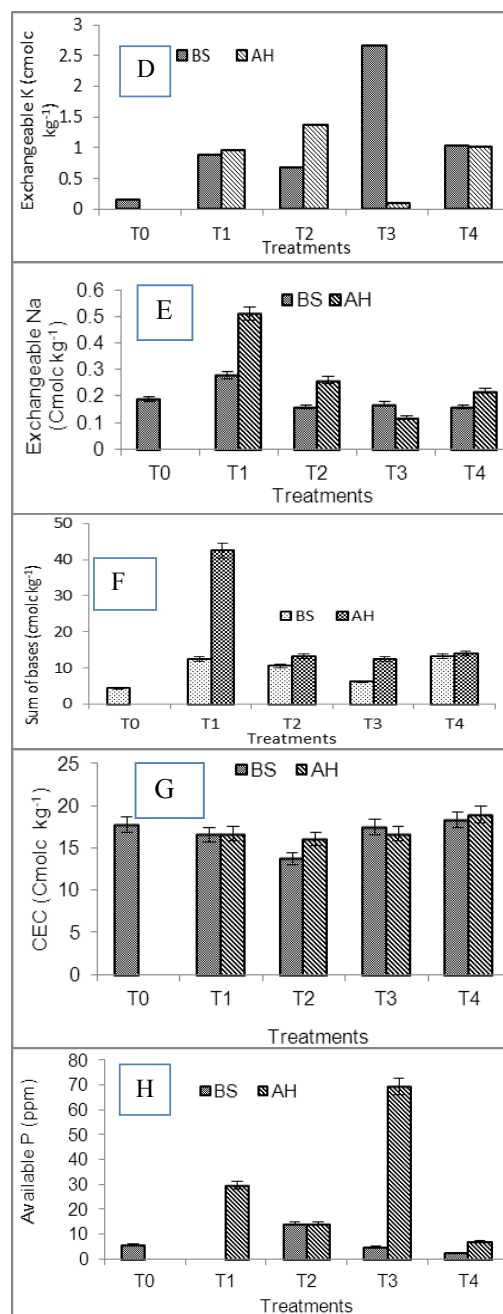 D
BS AH
Exchangeable K (cmolc
kg-1)
3
2.5
2
1.5
1
0.5
0
T0 T1 T2 T3 T4
Treatments
E
BS AH
Exchangeable Na
(Cmolc kg-1)
0.6
0.5
0.4
0.3
0.2
0.1
0
T0 T1 T2 T3 T4
Treatments
F
BS AH
Sum of bases (cmolc kg-1)
50
40
30
20
10
0
T0 T1 T2 T3 T4
Treatments
G
BS AH
CEC (Cmolc kg-1)
25
20
15
10
5
0
T0 T1 T2 T3 T4
Treatments
H
BS AH
Available P (ppm)
80
70
60
50
40
30
20
10
0
T0 T1 T2 T3 T4
Treatments